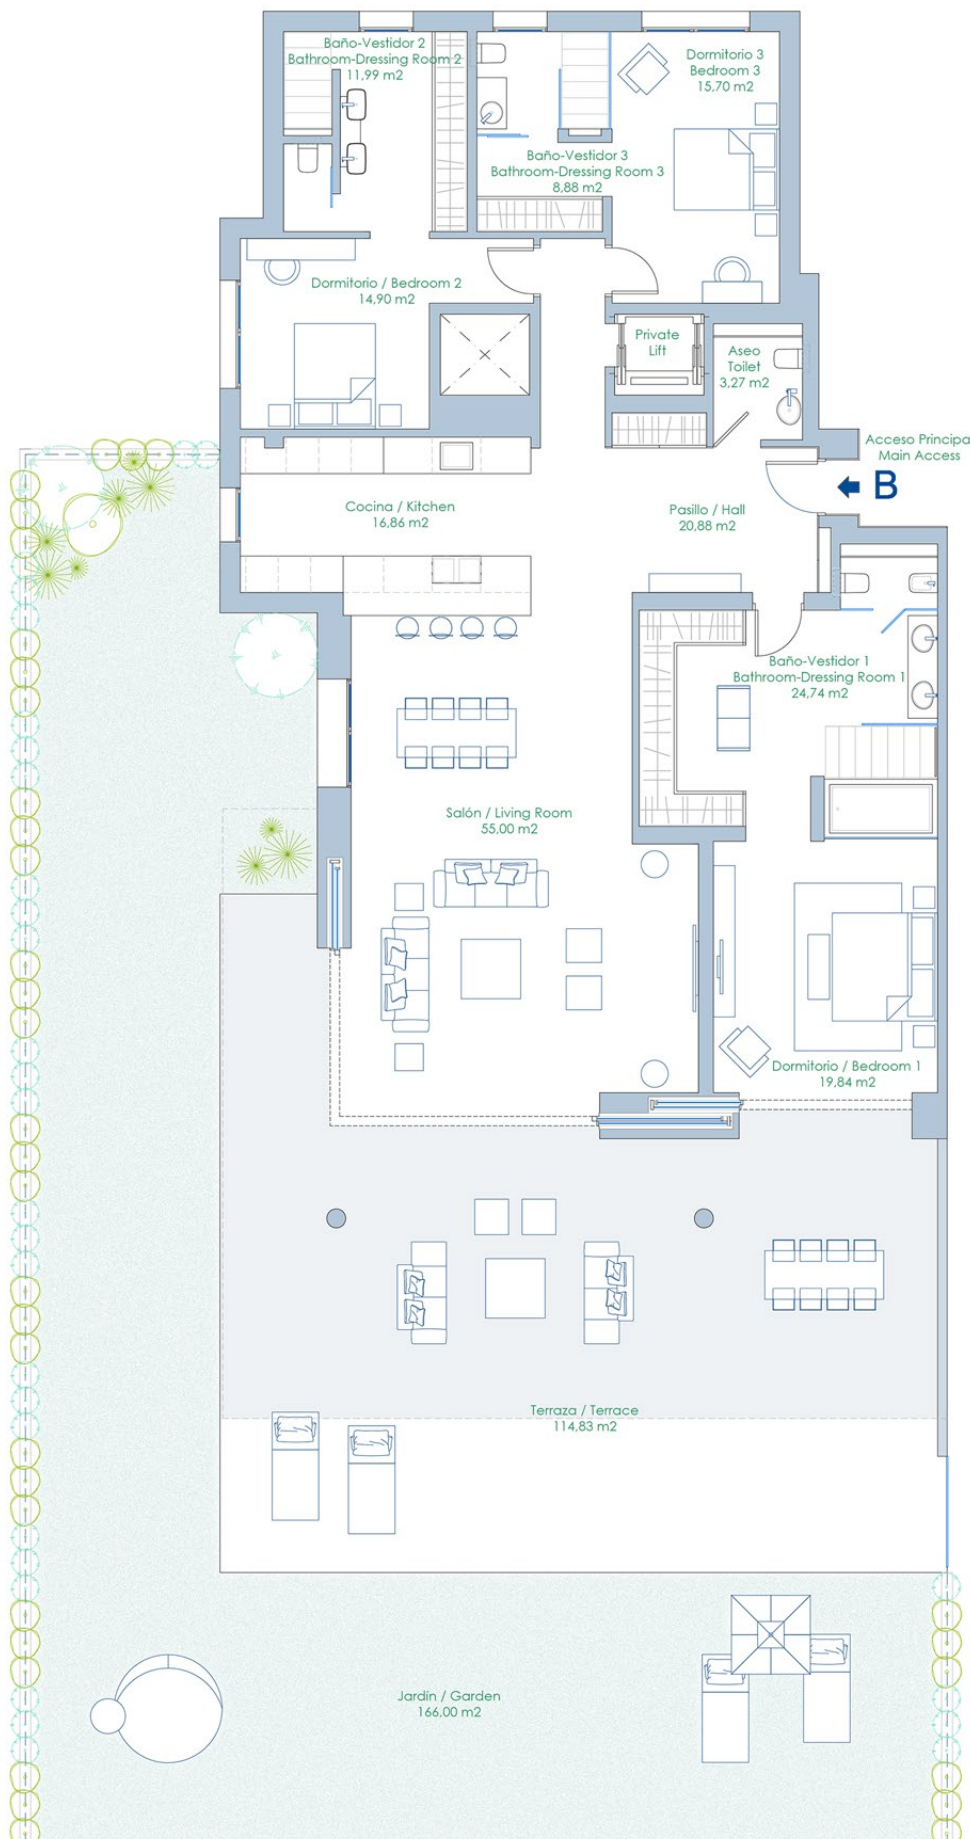 Baño-Vestidor 2
Bathroom-Dressing Room 2
11,99 m2
Dormitorio 3
Bedroom 3
15,70 m2
Baño-Vestidor 3
Bathroom-Dressing Room 3
8,88 m2
Dormitorio / Bedroom 2
14,90 m2
Private
Lift
Aseo
Toilet
3,27 m2
Acceso Principa
Main Access
B
Cocina / Kitchen
16,86 m2
Pasillo / Hall
20,88 m2
Baño-Vestidor 1
Bathroom-Dressing Room 1
24,74 m2
Salón / Living Room
55,00 m2
Dormitorio / Bedroom 1
19,84 m2
Terraza / Terrace
114,83 m2
Jardín / Garden
166,00 m2